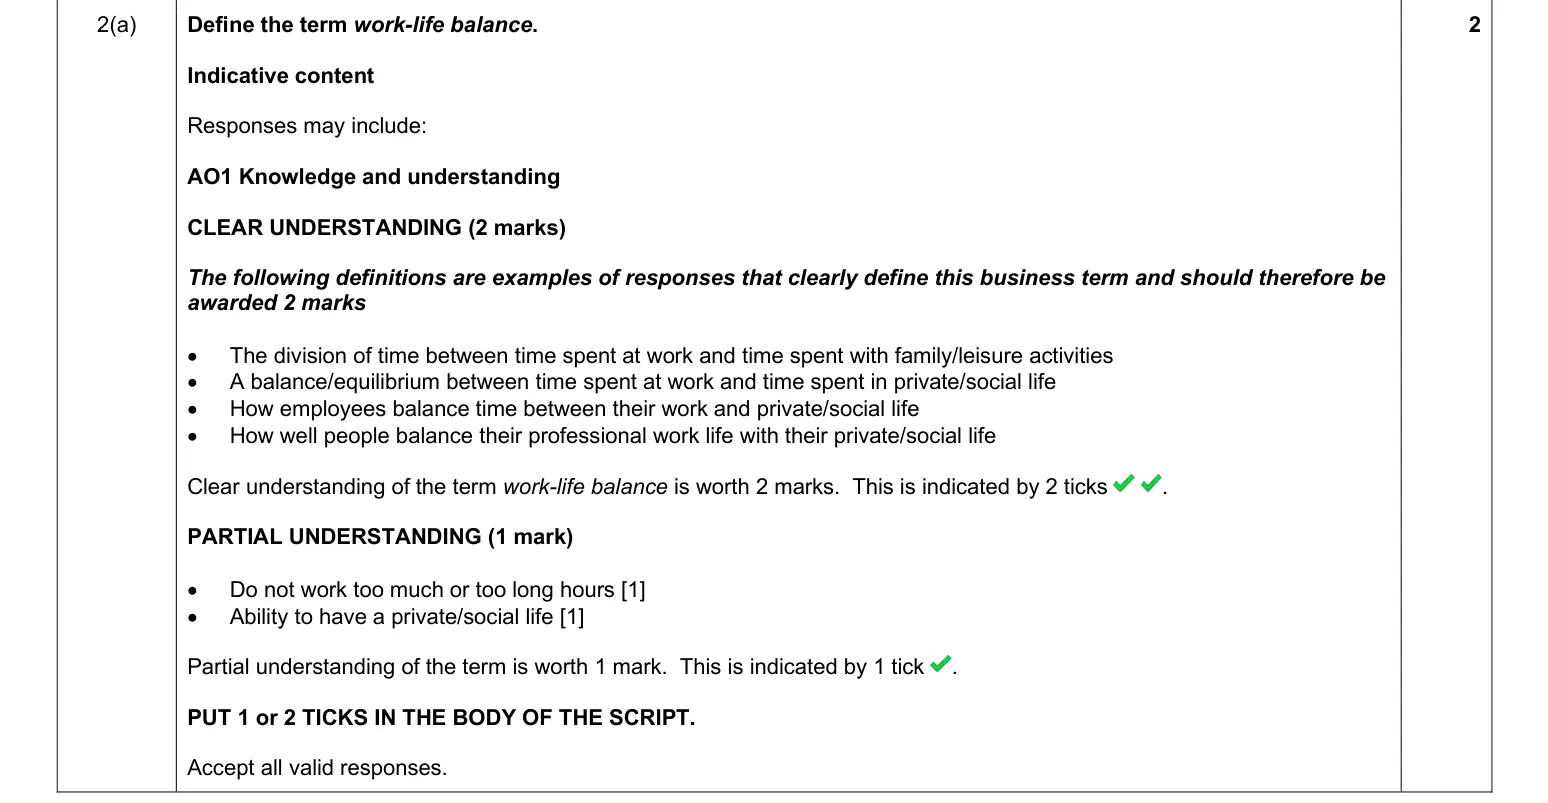 2(a) Define the term work-life balance. 2
Indicative content
Responses may include:
AO1 Knowledge and understanding
CLEAR UNDERSTANDING (2 marks)
The following definitions are examples of responses that clearly define this business term and should therefore be
awarded 2 marks
• The division of time between time spent at work and time spent with family/leisure activities
• A balance/equilibrium between time spent at work and time spent in private/social life
• How employees balance time between their work and private/social life
• How well people balance their professional work life with their private/social life
Clear understanding of the term work-life balance is worth 2 marks.  This is indicated by 2 ticks ✓ ✓.
PARTIAL UNDERSTANDING (1 mark)
• Do not work too much or too long hours [1]
• Ability to have a private/social life [1]
Partial understanding of the term is worth 1 mark.  This is indicated by 1 tick ✓.
PUT 1 or 2 TICKS IN THE BODY OF THE SCRIPT.
Accept all valid responses.